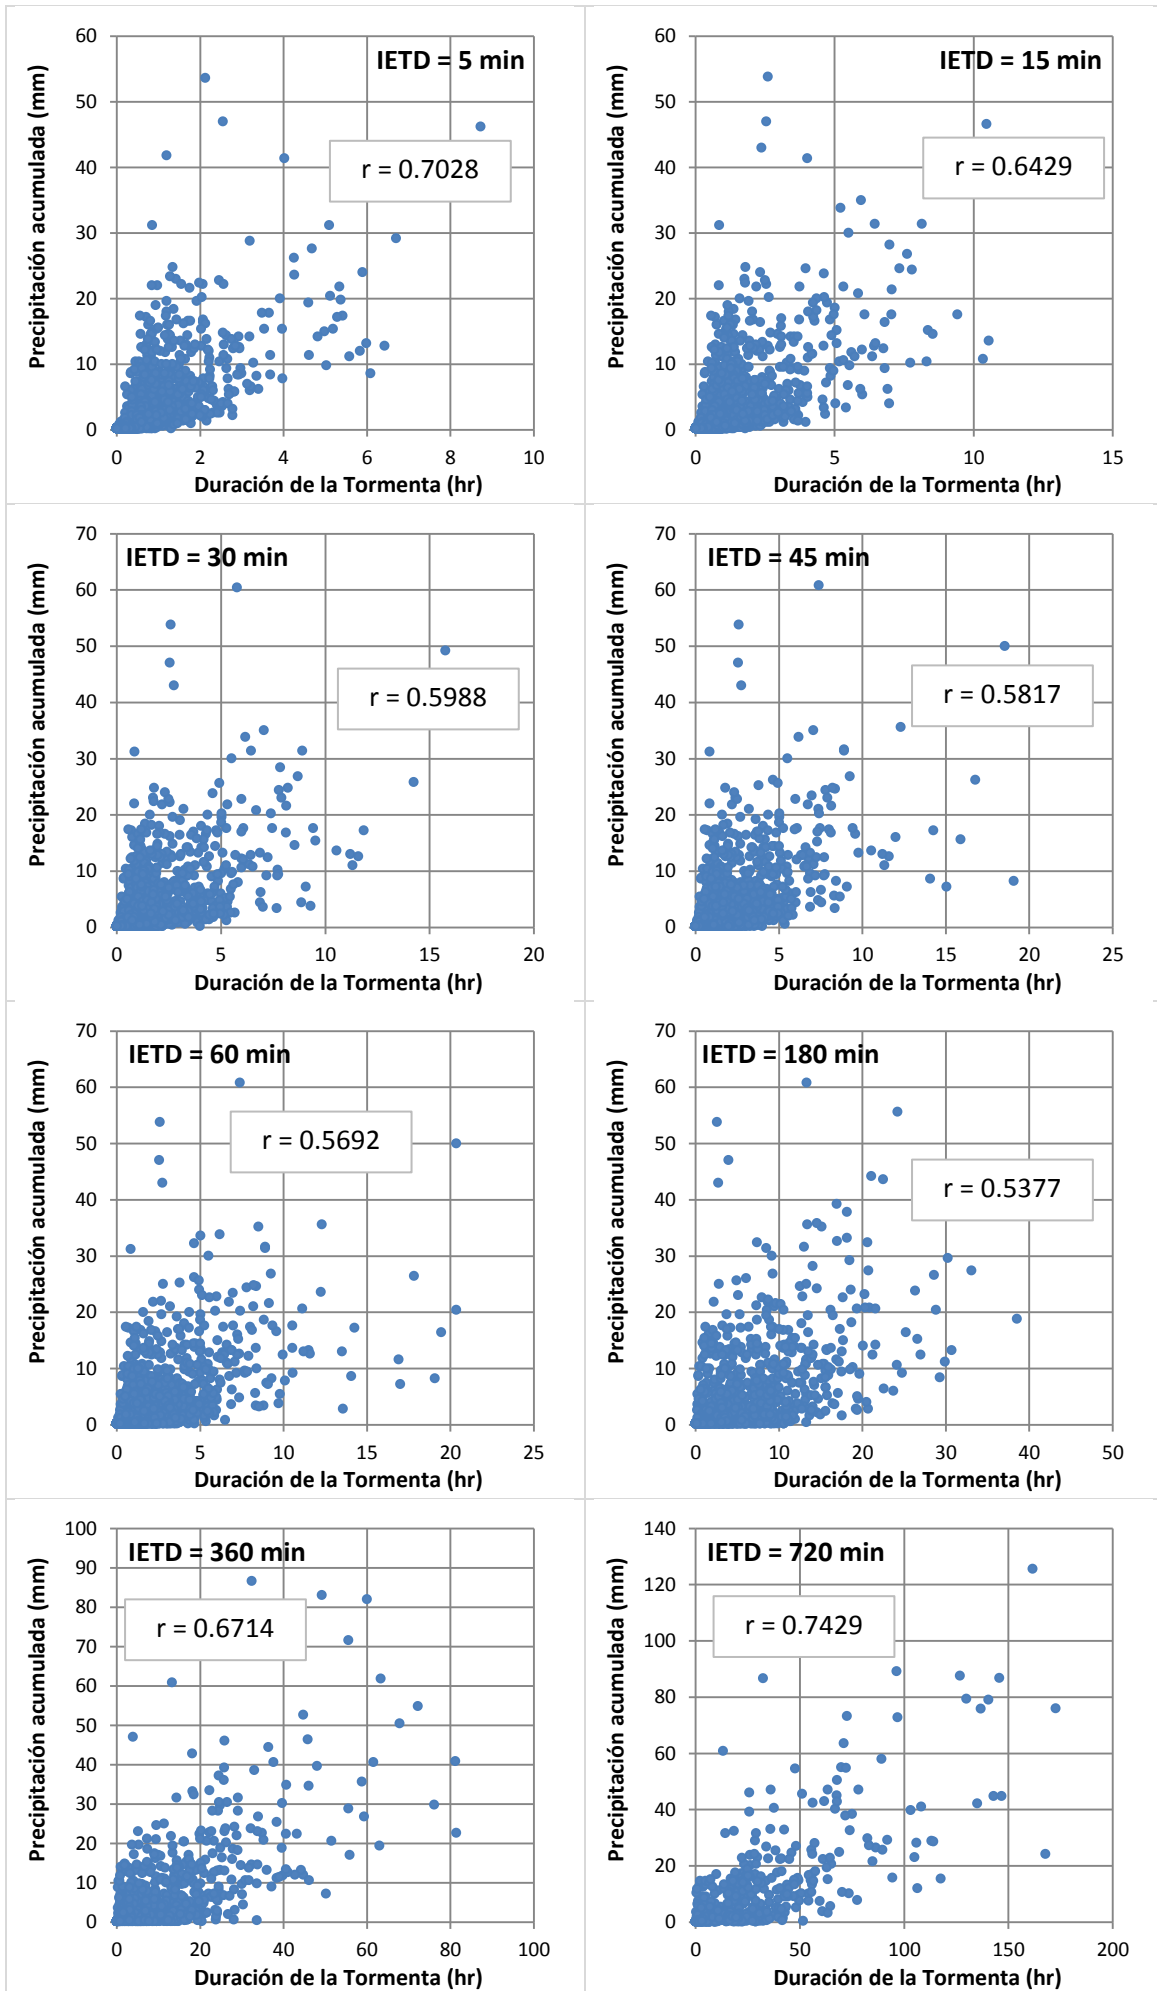 IETD = 5 min
r = 0.7028
Precipitación acumulada (mm)
60
50
40
30
20
10
0
0 2 4 6 8 10
Duración de la Tormenta (hr)
IETD = 15 min
r = 0.6429
Precipitación acumulada (mm)
60
50
40
30
20
10
0
0 5 10 15
Duración de la Tormenta (hr)
IETD = 30 min
r = 0.5988
Precipitación acumulada (mm)
70
60
50
40
30
20
10
0
0 5 10 15 20
Duración de la Tormenta (hr)
IETD = 45 min
r = 0.5817
Precipitación acumulada (mm)
70
60
50
40
30
20
10
0
0 5 10 15 20 25
Duración de la Tormenta (hr)
IETD = 60 min
r = 0.5692
Precipitación acumulada (mm)
70
60
50
40
30
20
10
0
0 5 10 15 20 25
Duración de la Tormenta (hr)
IETD = 180 min
r = 0.5377
Precipitación acumulada (mm)
70
60
50
40
30
20
10
0
0 10 20 30 40 50
Duración de la Tormenta (hr)
IETD = 360 min
r = 0.6714
Precipitación acumulada (mm)
100
90
80
70
60
50
40
30
20
10
0
0 20 40 60 80 100
Duración de la Tormenta (hr)
IETD = 720 min
r = 0.7429
Precipitación acumulada (mm)
140
120
100
80
60
40
20
0
0 50 100 150 200
Duración de la Tormenta (hr)